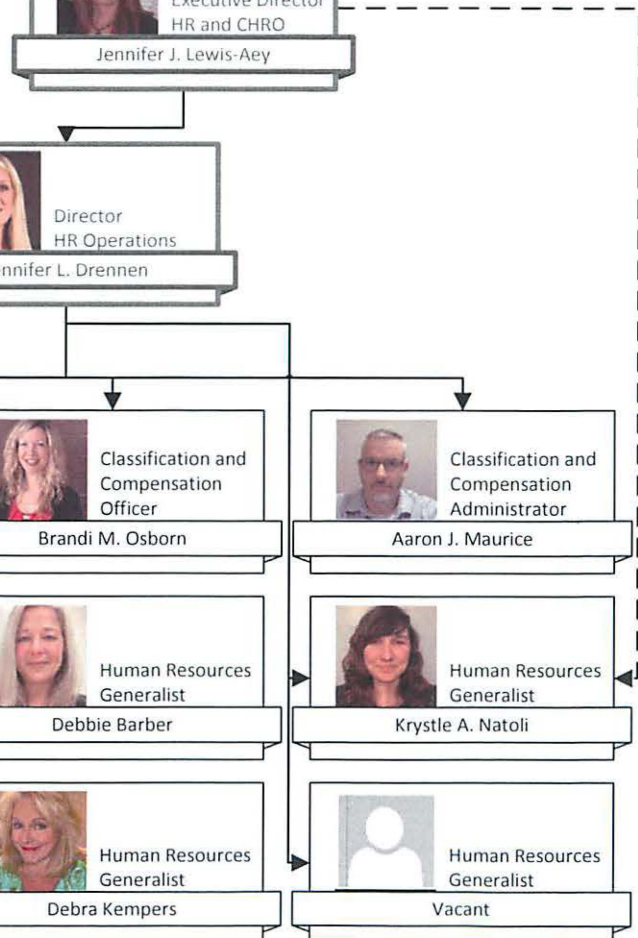 Executive Director
HR and CHRO
Jennifer J. Lewis-Aey
Director
HR Operations
ennifer L. Drennen
Classification and
Compensation
Officer
Brandi M. Osborn
Classification and
Compensation
Administrator
Aaron J. Maurice
Human Resources
Generalist
Debbie Barber
Human Resources
Generalist
Krystle A. Natoli
Human Resources
Generalist
Debra Kempers
Human Resources
Generalist
Vacant